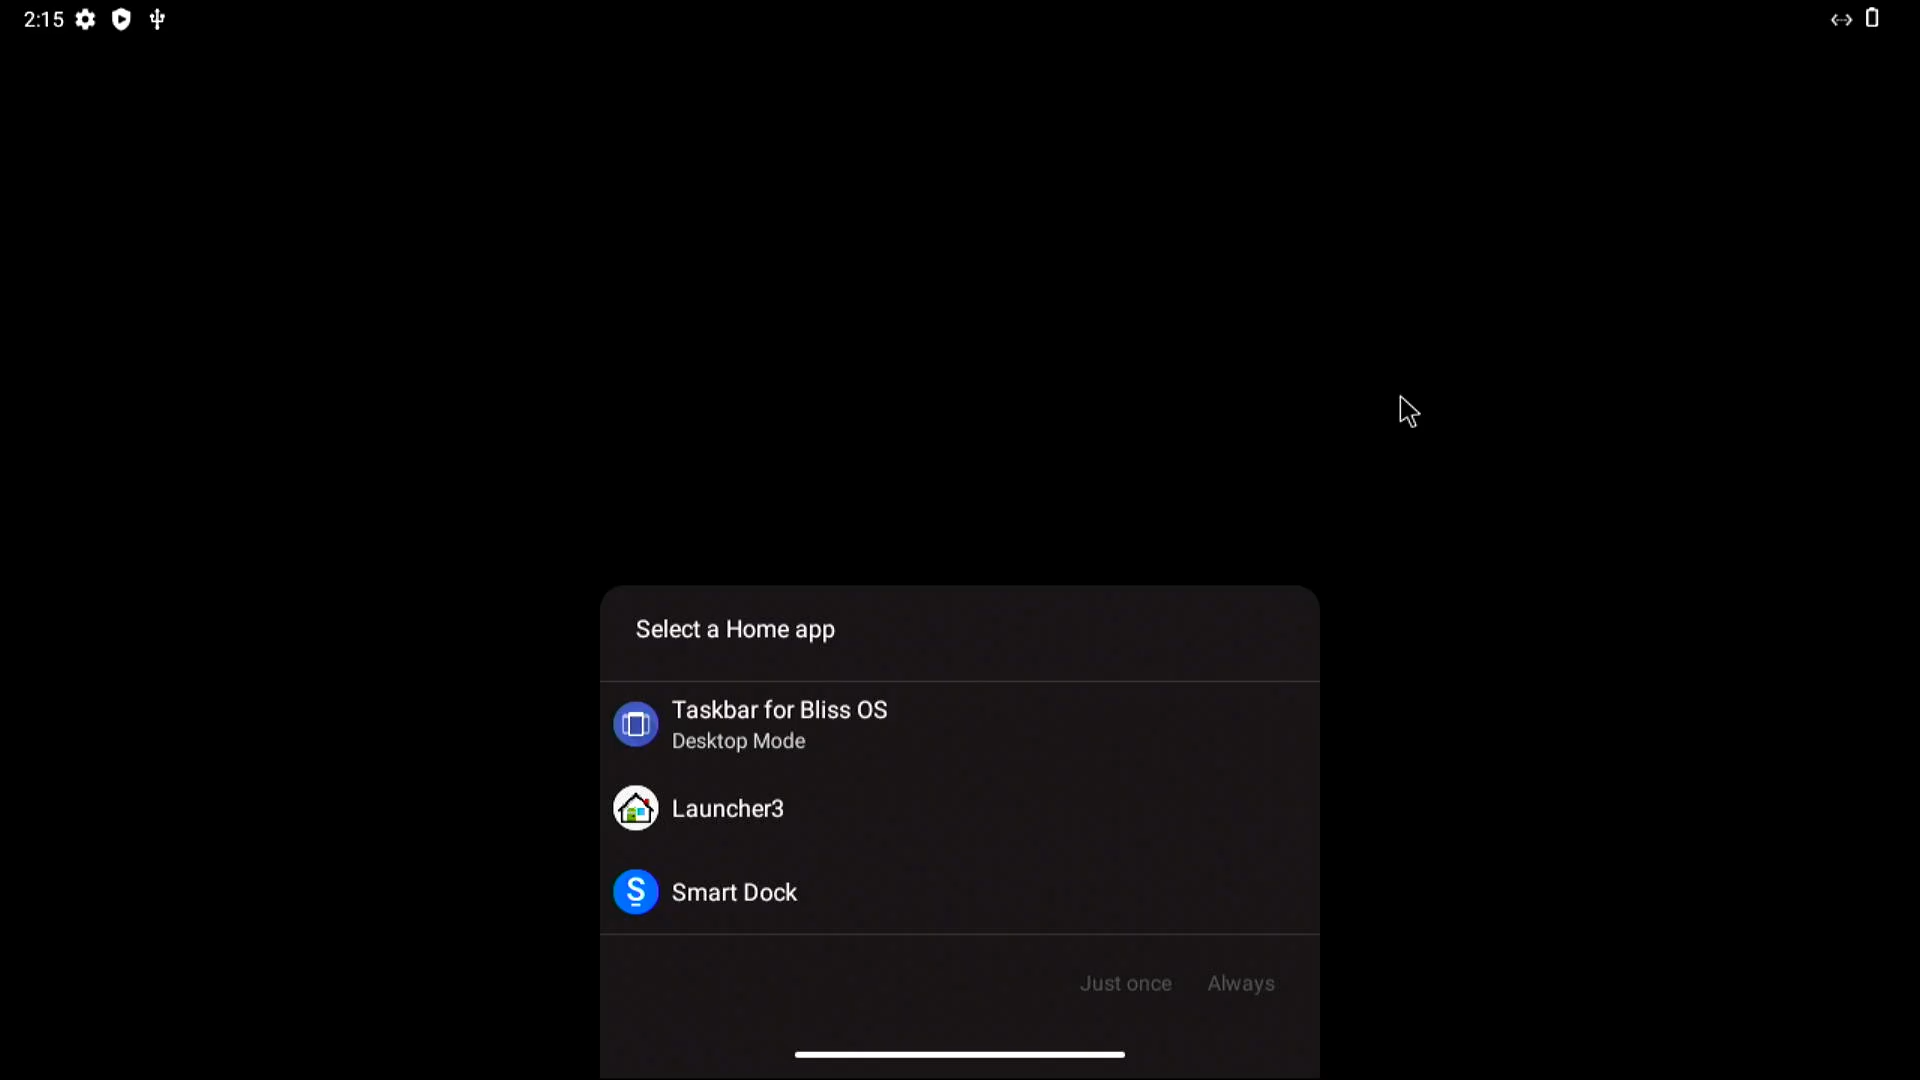 2:15
Select a Home app
Taskbar for Bliss OS
Desktop Mode
Launcher3
S Smart Dock
Just once Always